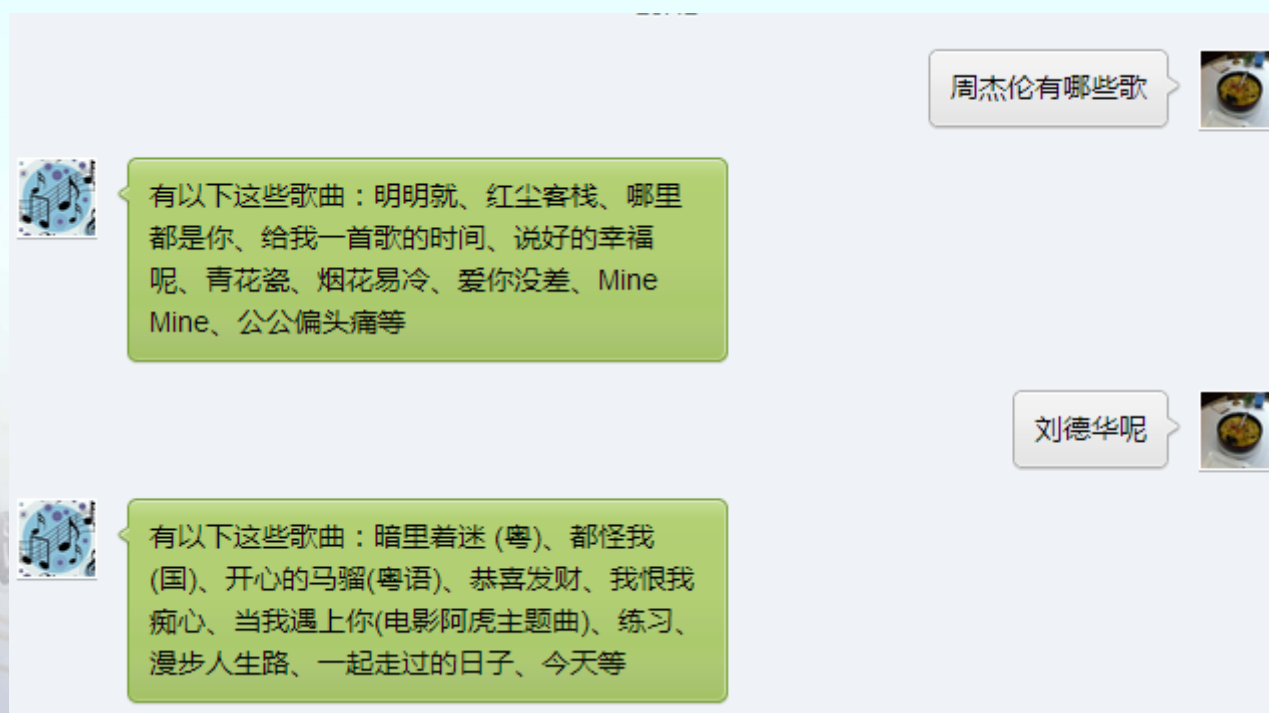 周杰伦有哪些歌
有以下这些歌曲：明明就、红尘客栈、哪里
都是你、给我一首歌的时间、说好的幸福
呢、青花瓷、烟花易冷、爱你没差、Mine
Mine、公公偏头痛等
刘德华呢
有以下这些歌曲：暗里着迷 (粤)、都怪我
(国)、开心的马骝(粤语)、恭喜发财、我恨我
痴心、当我遇上你(电影阿虎主题曲)、练习、
漫步人生路、一起走过的日子、今天等